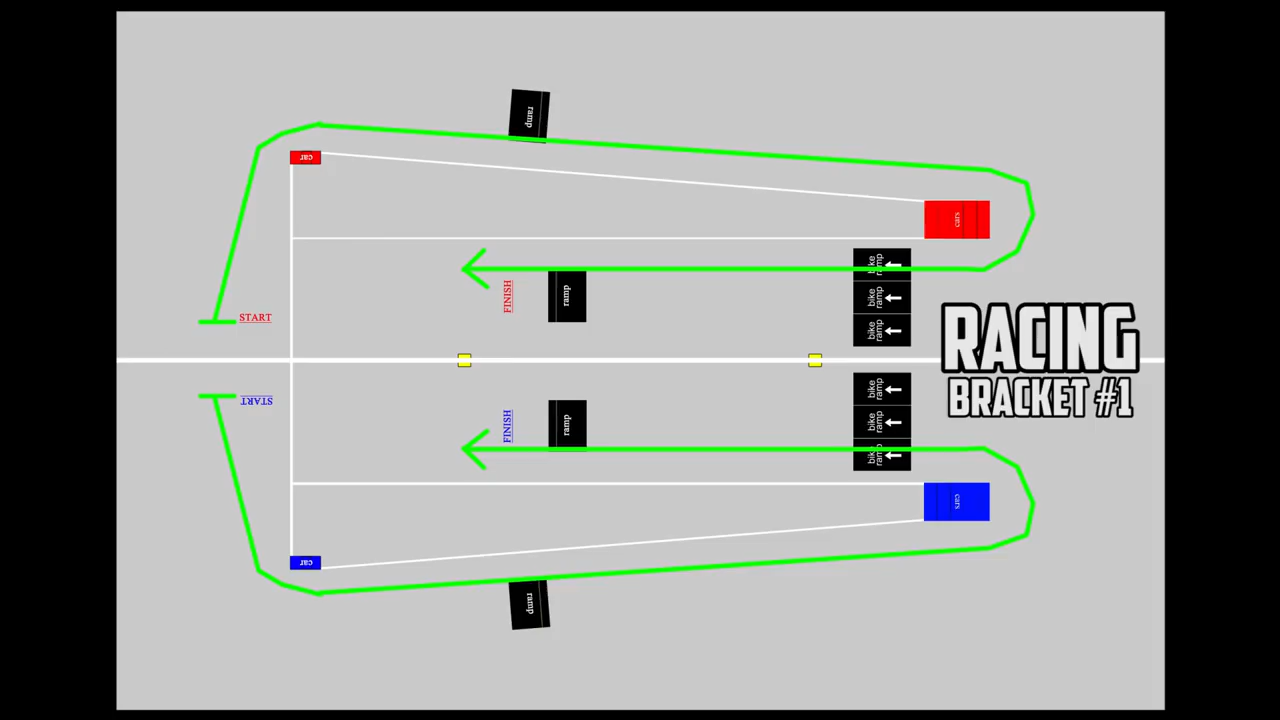 ramp
car
cars
bike
ramp
bike
ramp
bike
ramp
FINISH
ramp
START
RACING
BRACKET #1
START
FINISH
ramp
bike
ramp
bike
ramp
bike
ramp
cars
car
ramp